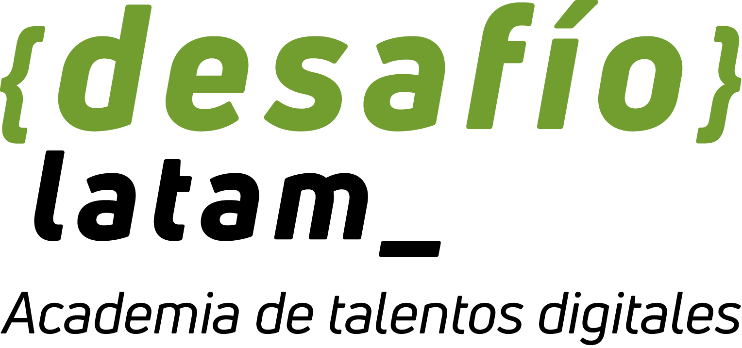 {desafío}
latam_
Academia de talentos digitales